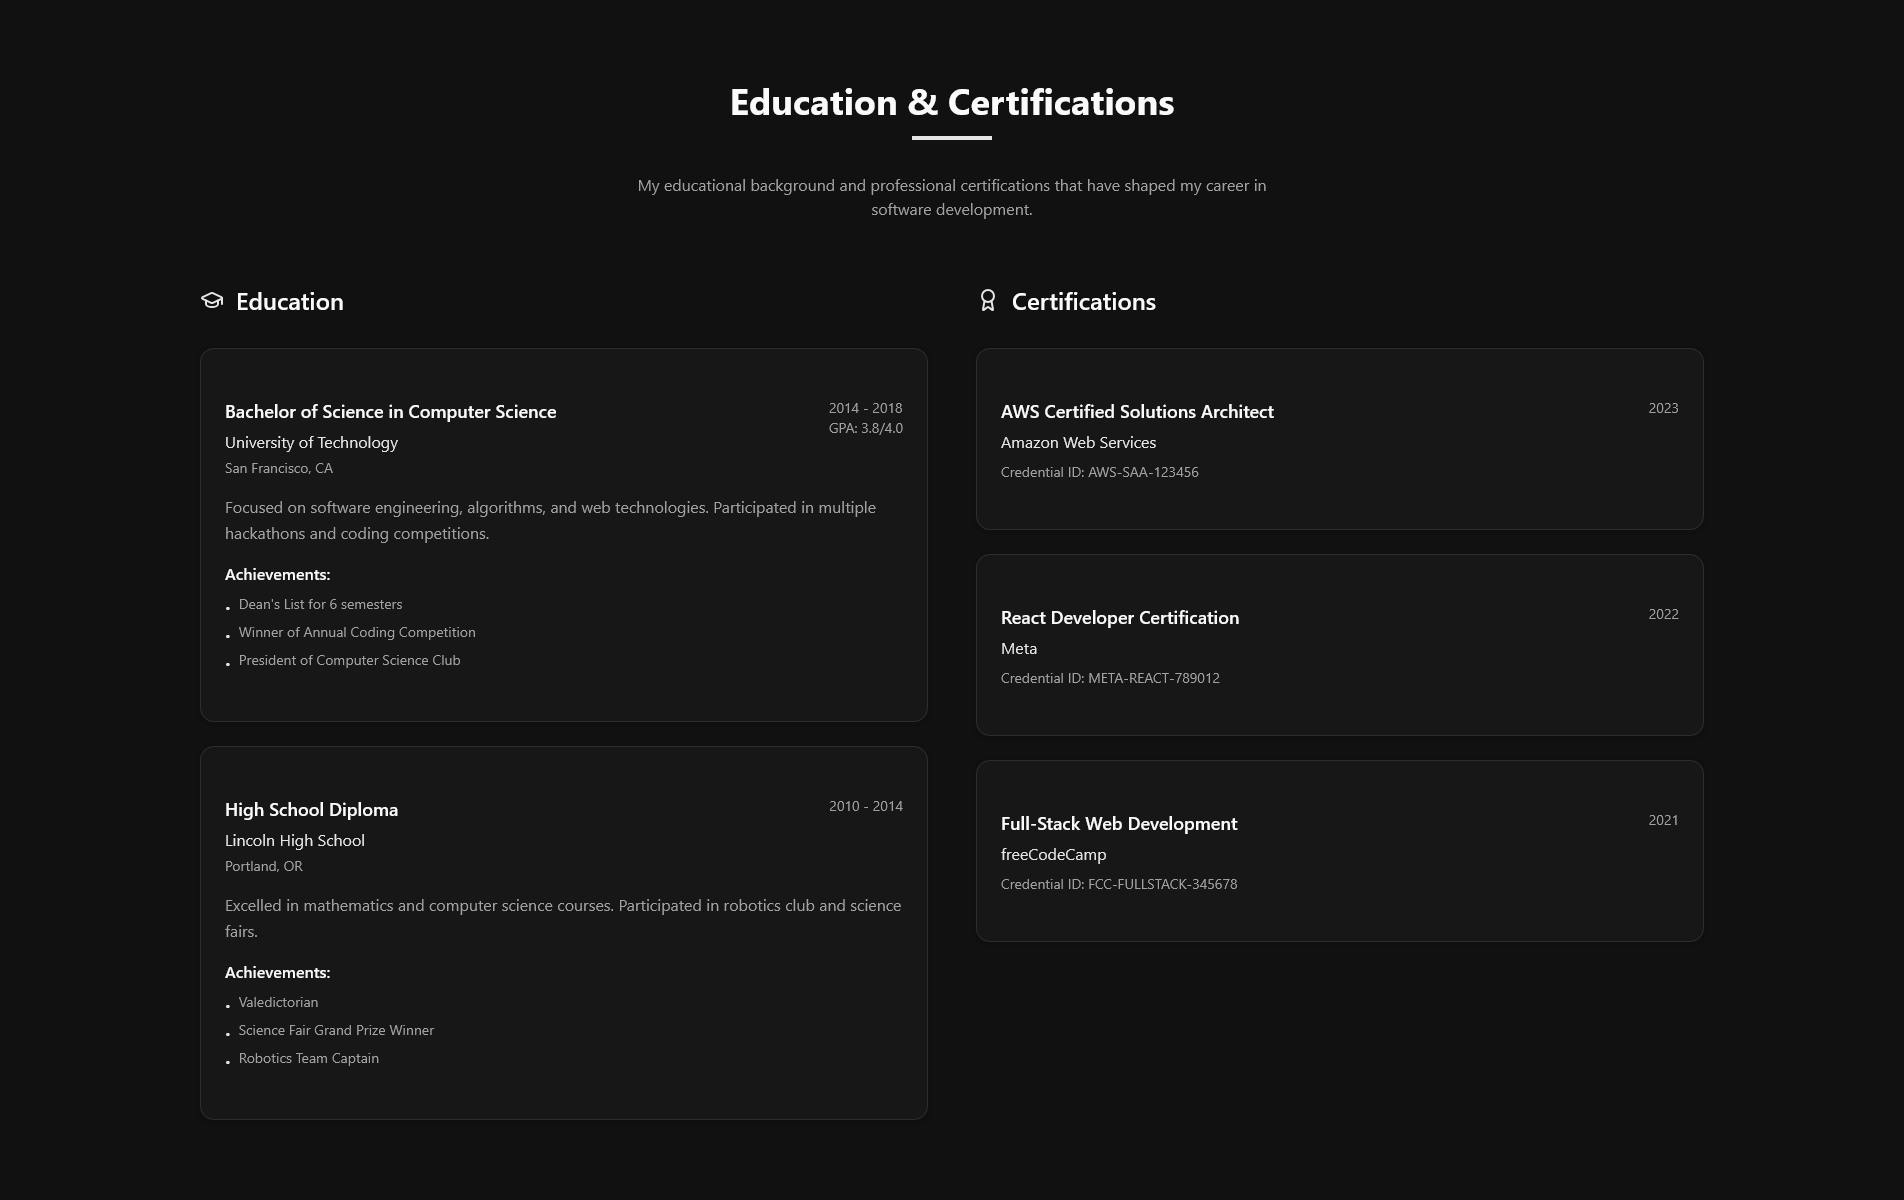 Education & Certifications
My educational background and professional certifications that have shaped my career in
software development.
Education
Bachelor of Science in Computer Science
2014 - 2018
University of Technology
GPA: 3.8/4.0
San Francisco, CA
Focused on software engineering, algorithms, and web technologies. Participated in multiple
hackathons and coding competitions.
Achievements:
• Dean's List for 6 semesters
• Winner of Annual Coding Competition
• President of Computer Science Club
High School Diploma
2010 - 2014
Lincoln High School
Portland, OR
Excelled in mathematics and computer science courses. Participated in robotics club and science
fairs.
Achievements:
• Valedictorian
• Science Fair Grand Prize Winner
• Robotics Team Captain
Certifications
AWS Certified Solutions Architect
2023
Amazon Web Services
Credential ID: AWS-SAA-123456
React Developer Certification
2022
Meta
Credential ID: META-REACT-789012
Full-Stack Web Development
2021
freeCodeCamp
Credential ID: FCC-FULLSTACK-345678